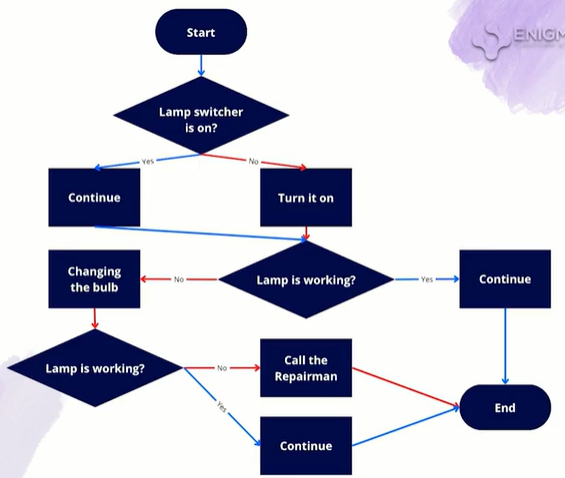 Start
ENIGM
Lamp switcher
is on?
Yes
No
Continue
Turn it on
Changing
the bulb
No
Lamp is working?
Yes
Continue
Lamp is working?
No
Call the
Repairman
Yes
Continue
End